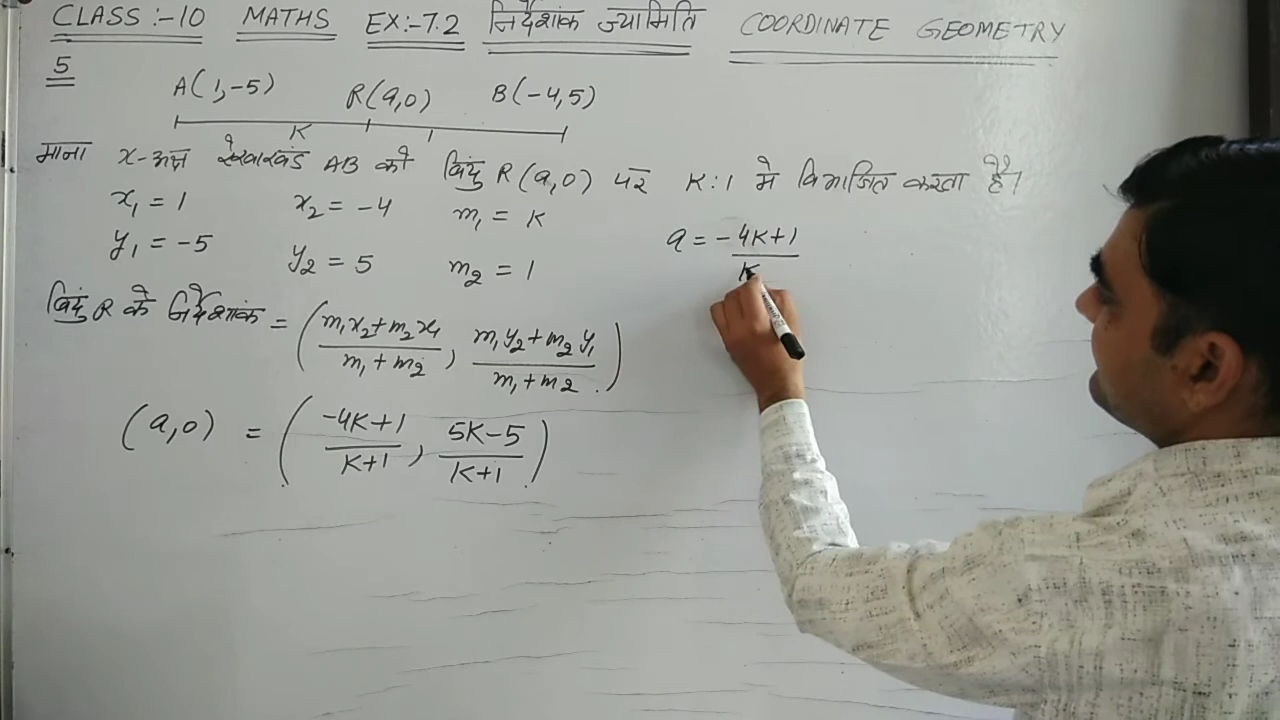 CLASS:-10 MATHS EX:-7.2 निर्देशांक ज्यामिति COORDINATE GEOMETRY
5
A(1,-5) R(a,0) B(-4,5)
K 1
माना x-अक्ष रेखाखंड AB को बिंदु R(a,0) पर K:1 मे विभाजित करता है।
x₁ = 1 x₂ = -4 m₁ = K
y₁ = -5 y₂ = 5 m₂ = 1
बिंदु R के निर्देशांक = ( (m₁x₂+m₂x₁)/(m₁+m₂), (m₁y₂+m₂y₁)/(m₁+m₂) )
(a,0) = ( (-4K+1)/(K+1), (5K-5)/(K+1) )
a = (-4K+1)/K